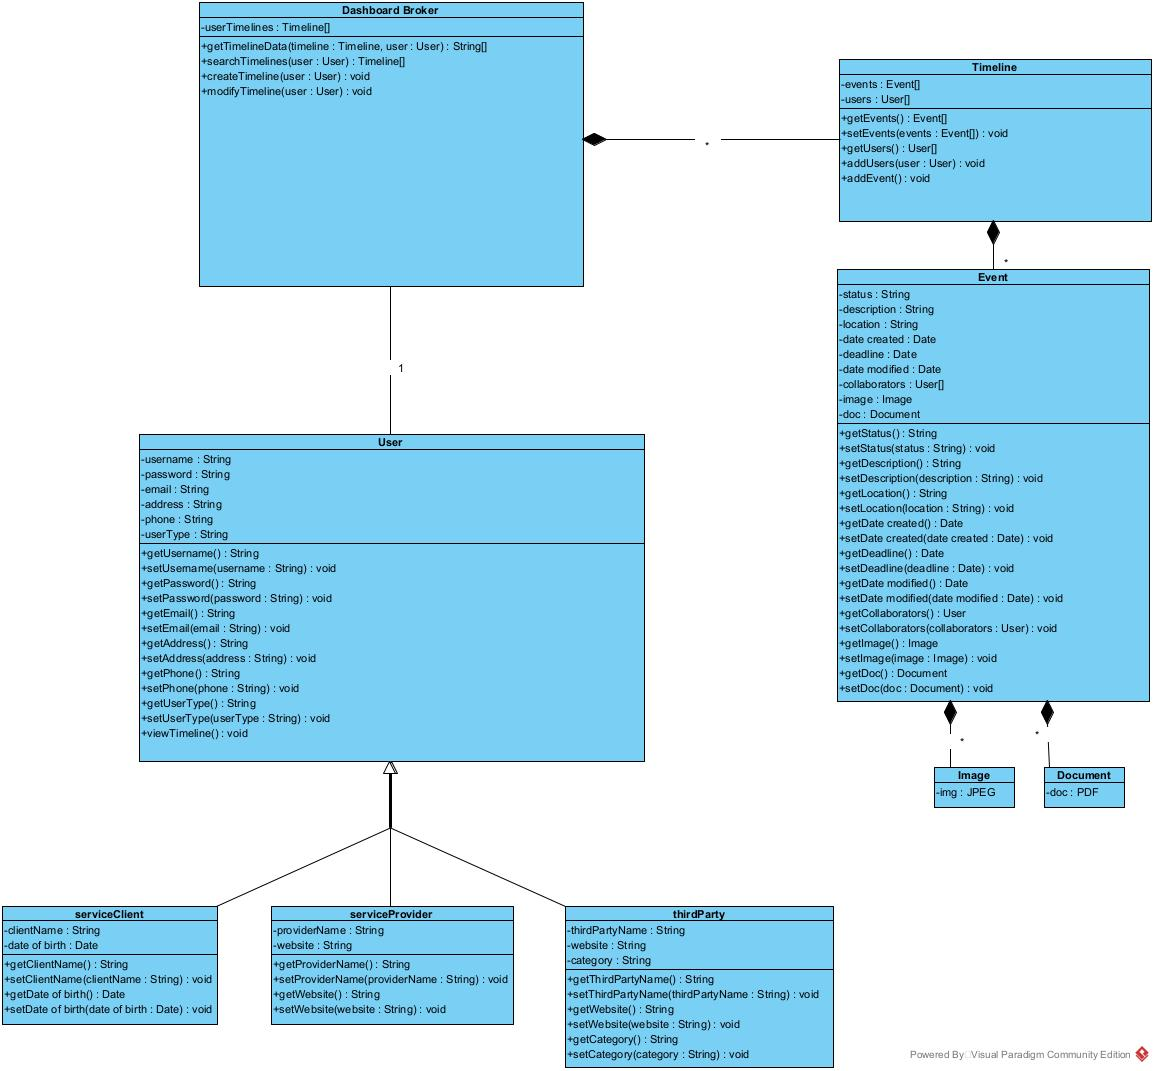 Dashboard Broker
-userTimelines : Timeline[]
+getTimelineData(timeline : Timeline, user : User) : String[]
+searchTimelines(user : User) : Timeline[]
+createTimeline(user : User) : void
+modifyTimeline(user : User) : void
*
Timeline
-events : Event[]
-users : User[]
+getEvents() : Event[]
+setEvents(events : Event[]) : void
+getUsers() : User[]
+addUsers(user : User) : void
+addEvent() : void
*
Event
-status : String
-description : String
-location : String
-date created : Date
-deadline : Date
-date modified : Date
-collaborators : User[]
-image : Image
-doc : Document
+getStatus() : String
+setStatus(status : String) : void
+getDescription() : String
+setDescription(description : String) : void
+getLocation() : String
+setLocation(location : String) : void
+getDate created() : Date
+setDate created(date created : Date) : void
+getDeadline() : Date
+setDeadline(deadline : Date) : void
+getDate modified() : Date
+setDate modified(date modified : Date) : void
+getCollaborators() : User
+setCollaborators(collaborators : User) : void
+getImage() : Image
+setImage(image : Image) : void
+getDoc() : Document
+setDoc(doc : Document) : void
*
*
Image
-img : JPEG
Document
-doc : PDF
1
User
-username : String
-password : String
-email : String
-address : String
-phone : String
-userType : String
+getUsername() : String
+setUsername(username : String) : void
+getPassword() : String
+setPassword(password : String) : void
+getEmail() : String
+setEmail(email : String) : void
+getAddress() : String
+setAddress(address : String) : void
+getPhone() : String
+setPhone(phone : String) : void
+getUserType() : String
+setUserType(userType : String) : void
+viewTimeline() : void
serviceClient
-clientName : String
-date of birth : Date
+getClientName() : String
+setClientName(clientName : String) : void
+getDate of birth() : Date
+setDate of birth(date of birth : Date) : void
serviceProvider
-providerName : String
-website : String
+getProviderName() : String
+setProviderName(providerName : String) : void
+getWebsite() : String
+setWebsite(website : String) : void
thirdParty
-thirdPartyName : String
-website : String
-category : String
+getThirdPartyName() : String
+setThirdPartyName(thirdPartyName : String) : void
+getWebsite() : String
+setWebsite(website : String) : void
+getCategory() : String
+setCategory(category : String) : void
Powered By Visual Paradigm Community Edition